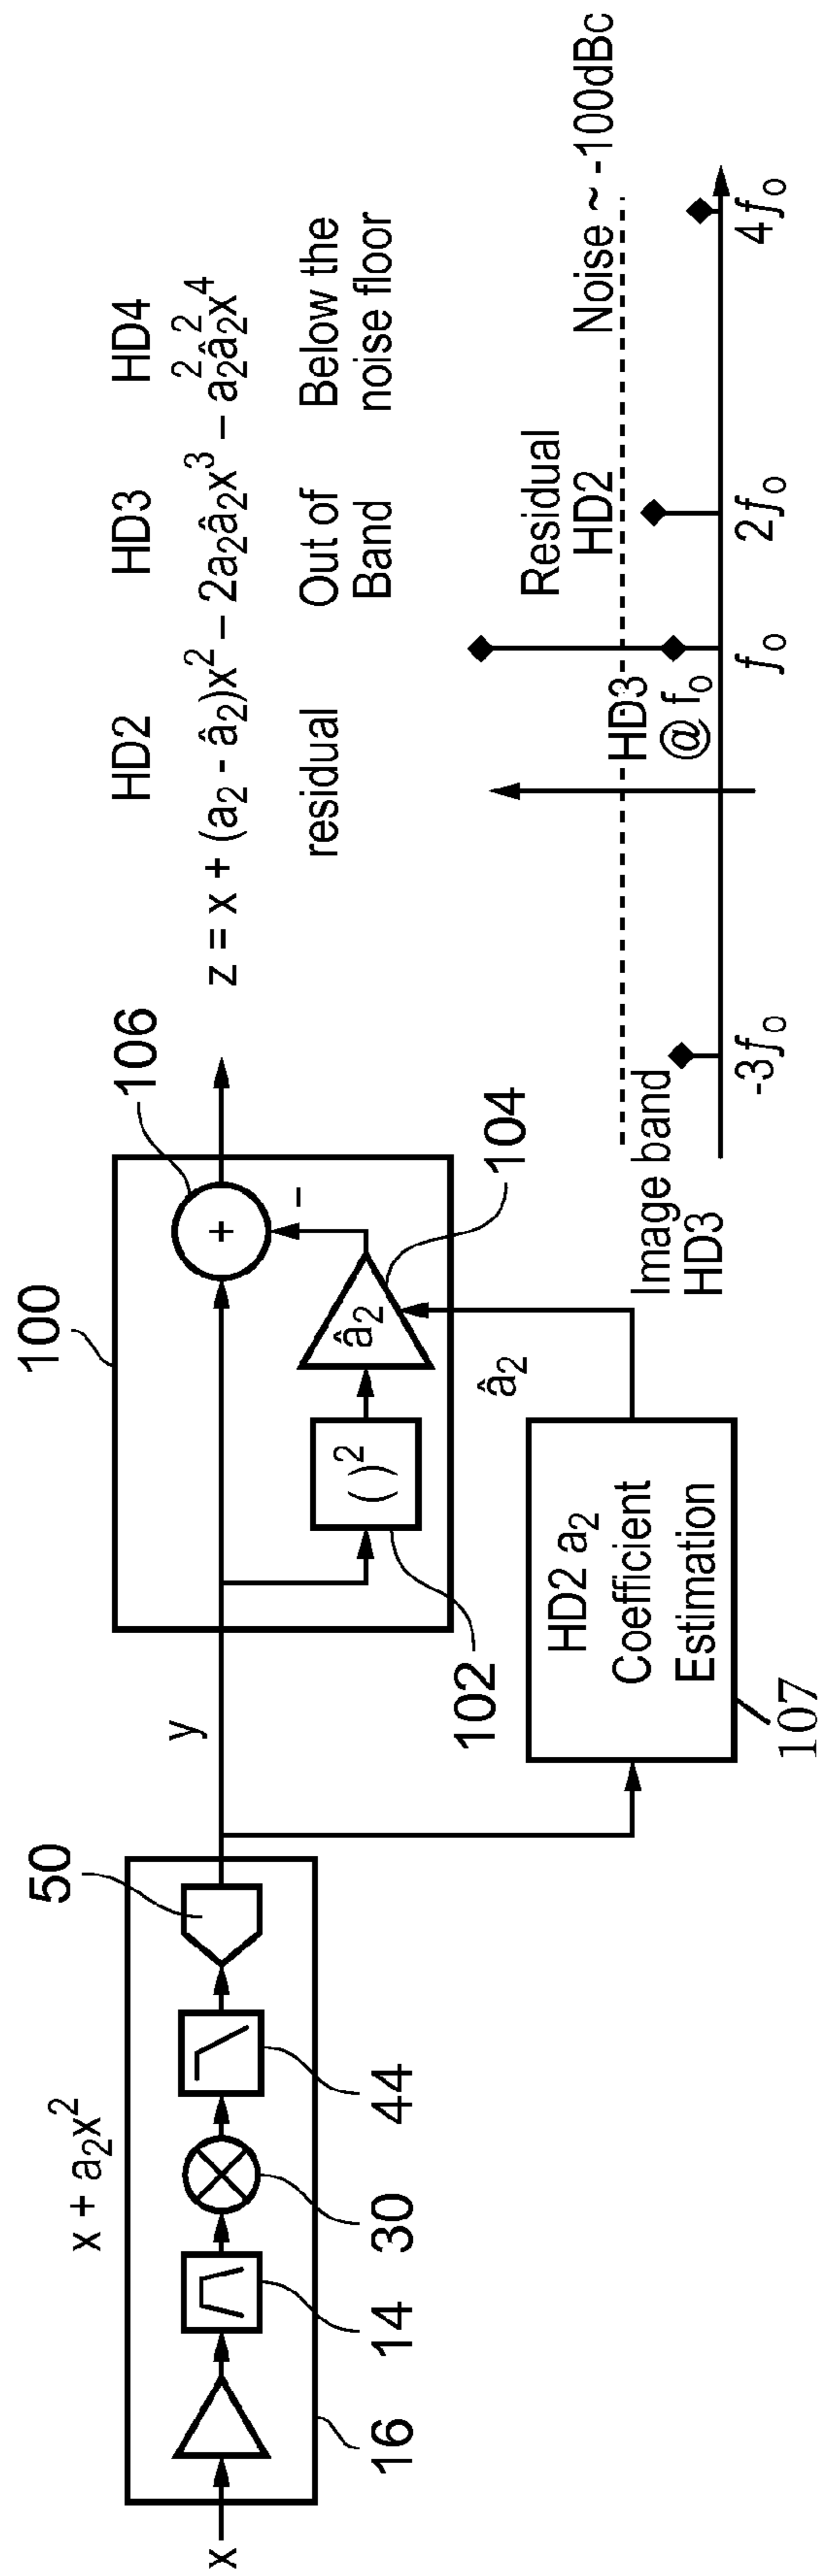 x + a₂x²
x
16
14
30
44
50
y
100
102
( )²
â₂
104
+
–
106
HD2 a₂
Coefficient
Estimation
107
â₂
HD2 HD3 HD4
z = x + (a₂ - â₂)x² – 2a₂â₂x³ – a₂²â₂²x⁴
residual Out of Below the
Band noise floor
Image band
HD3
HD3
@ f₀
Residual
HD2
Noise ~ -100dBc
-3f₀ f₀ 2f₀ 4f₀